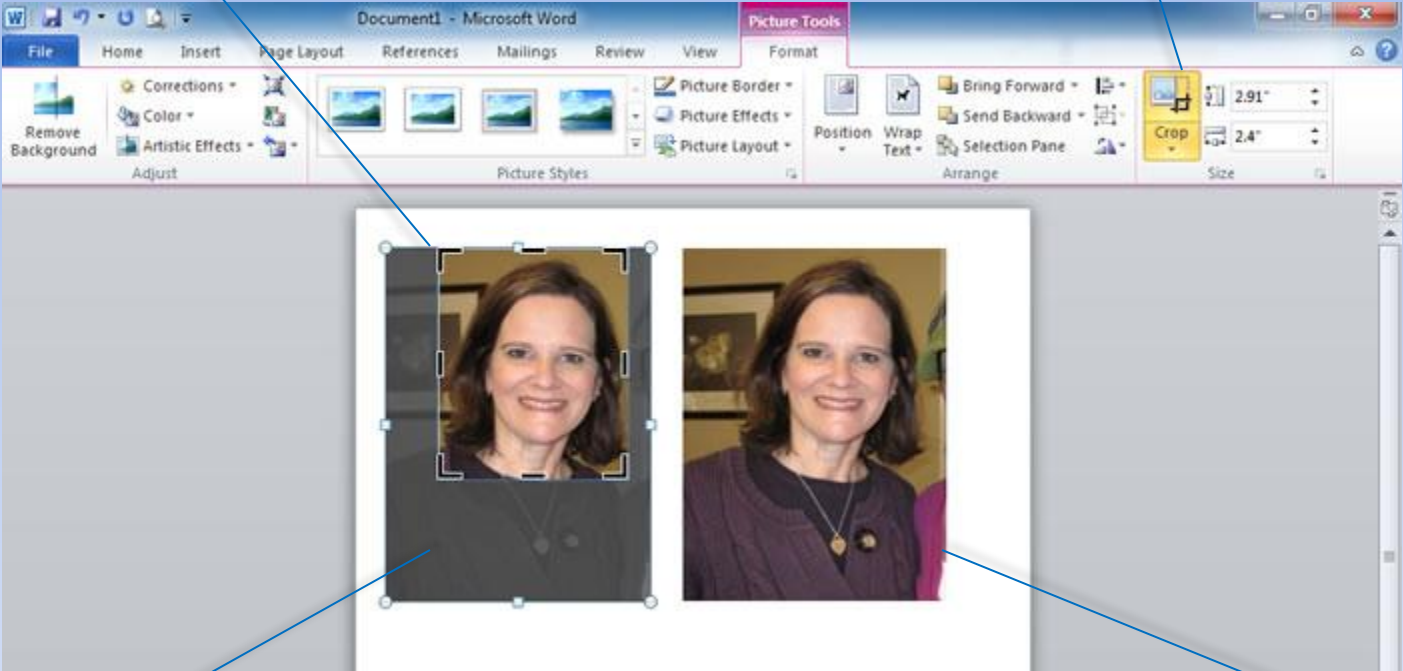 W
Document1 - Microsoft Word
Picture Tools
File Home Insert Page Layout References Mailings Review View Format
Corrections
Color
Artistic Effects
Remove
Background
Picture Border
Picture Effects
Picture Layout
Position
Wrap
Text
Bring Forward
Send Backward
Selection Pane
Crop
2.91"
2.4"
Adjust Picture Styles Arrange Size